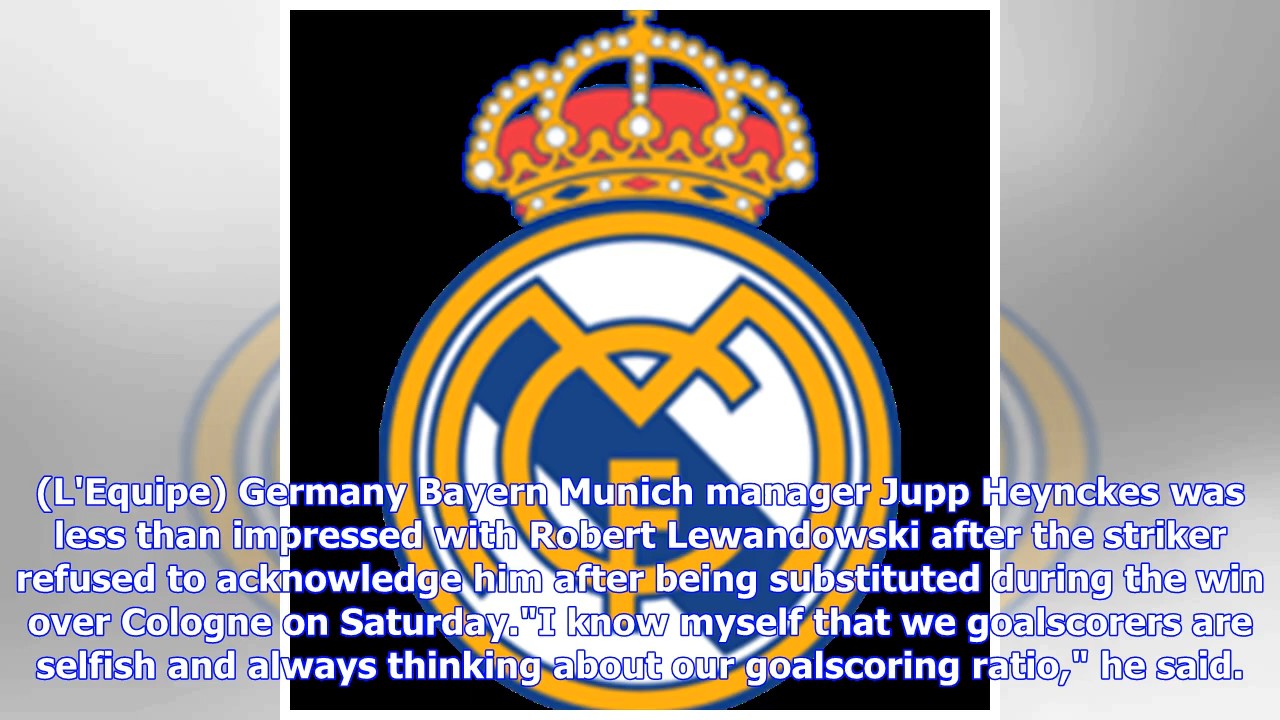 (L'Equipe) Germany Bayern Munich manager Jupp Heynckes was
less than impressed with Robert Lewandowski after the striker
refused to acknowledge him after being substituted during the win
over Cologne on Saturday."I know myself that we goalscorers are
selfish and always thinking about our goalscoring ratio," he said.